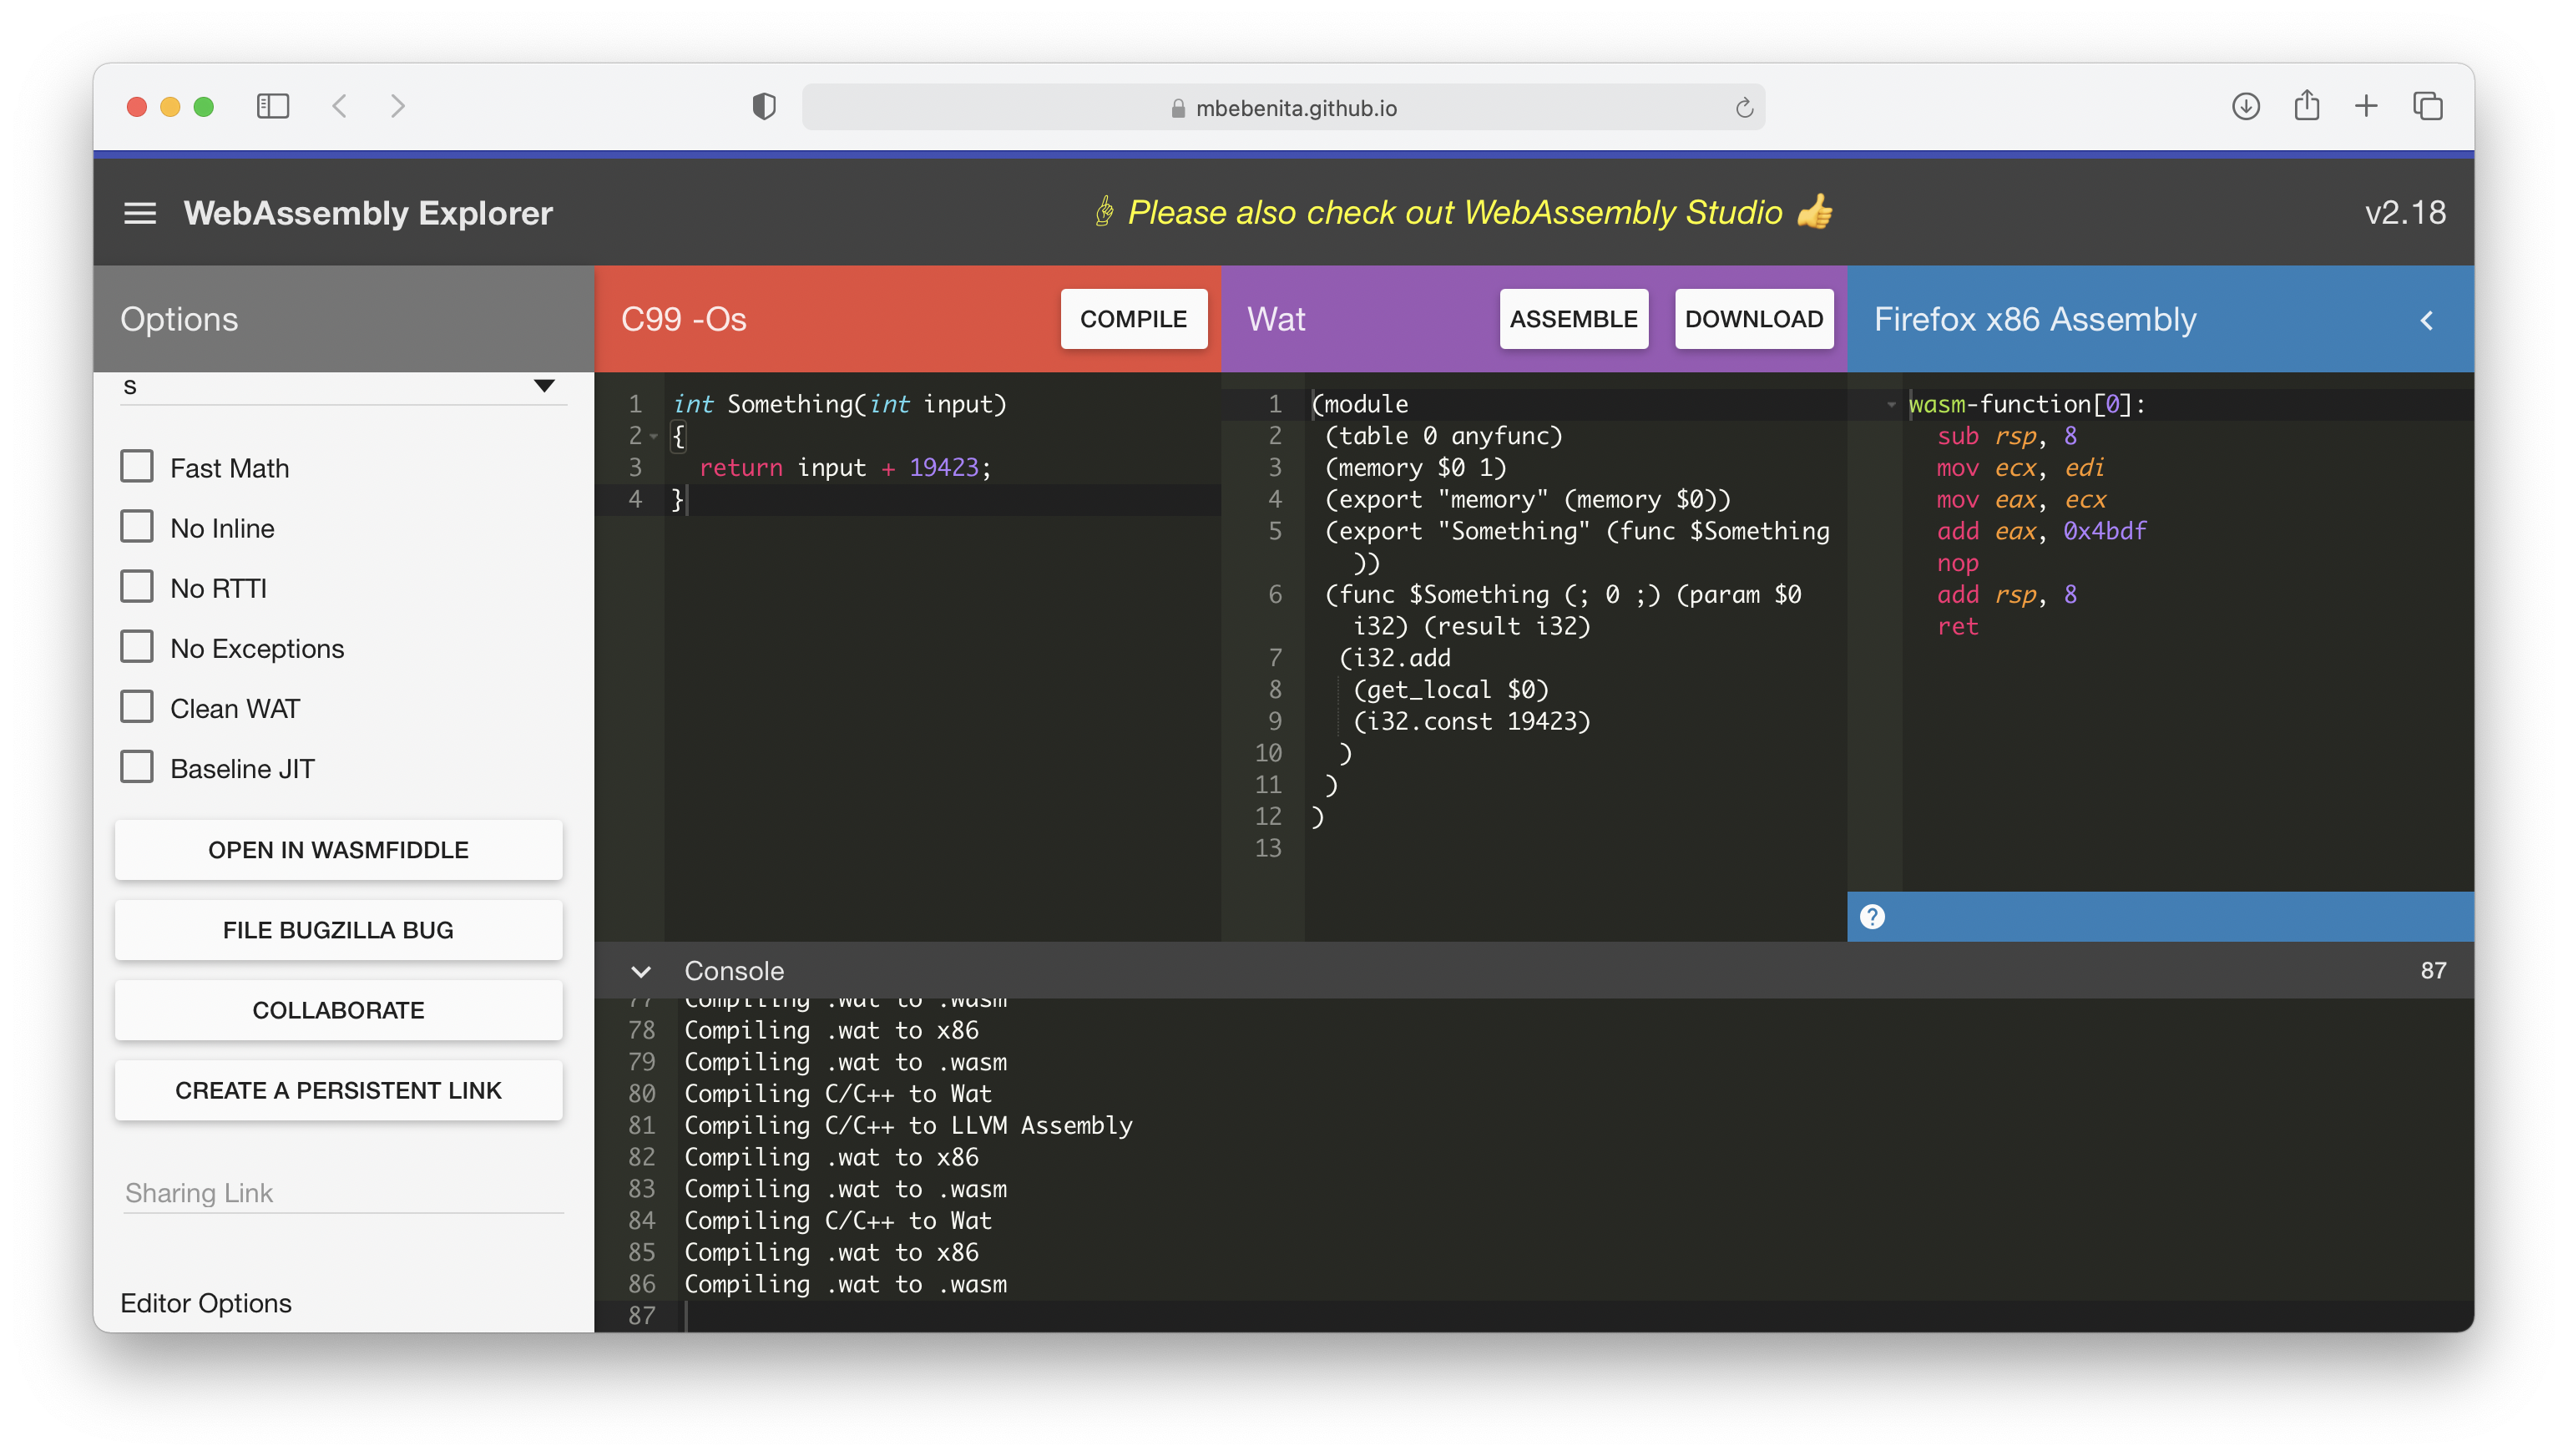 mbebenita.github.io
WebAssembly Explorer
✌ Please also check out WebAssembly Studio 👍
v2.18
Options
s
Fast Math
No Inline
No RTTI
No Exceptions
Clean WAT
Baseline JIT
OPEN IN WASMFIDDLE
FILE BUGZILLA BUG
COLLABORATE
CREATE A PERSISTENT LINK
Sharing Link
Editor Options
C99 -Os
COMPILE
1 int Something(int input)
2 {
3 return input + 19423;
4 }
Wat
ASSEMBLE
DOWNLOAD
1 (module
2 (table 0 anyfunc)
3 (memory $0 1)
4 (export "memory" (memory $0))
5 (export "Something" (func $Something
))
6 (func $Something (; 0 ;) (param $0
i32) (result i32)
7 (i32.add
8 (get_local $0)
9 (i32.const 19423)
10 )
11 )
12 )
13
Firefox x86 Assembly
wasm-function[0]:
sub rsp, 8
mov ecx, edi
mov eax, ecx
add eax, 0x4bdf
nop
add rsp, 8
ret
?
Console
87
77 Compiling .wat to .wasm
78 Compiling .wat to x86
79 Compiling .wat to .wasm
80 Compiling C/C++ to Wat
81 Compiling C/C++ to LLVM Assembly
82 Compiling .wat to x86
83 Compiling .wat to .wasm
84 Compiling C/C++ to Wat
85 Compiling .wat to x86
86 Compiling .wat to .wasm
87